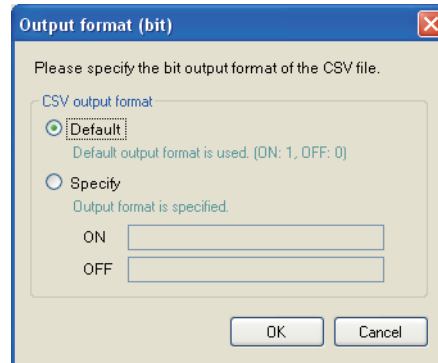 Output format (bit)
Please specify the bit output format of the CSV file.
CSV output format
Default
Default output format is used. (ON: 1, OFF: 0)
Specify
Output format is specified.
ON
OFF
OK
Cancel